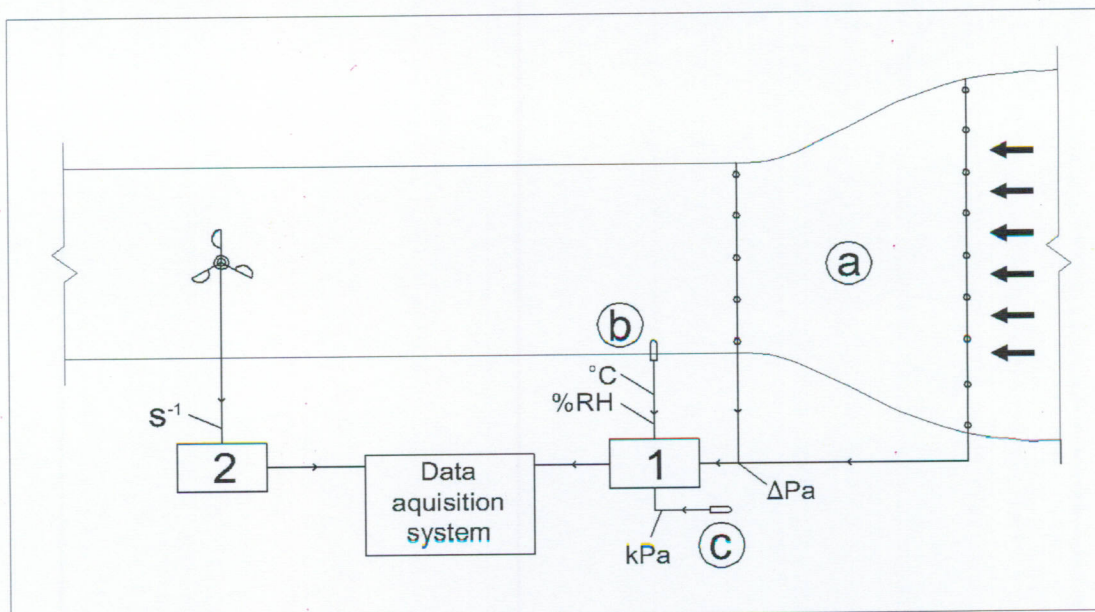 a
b
°C
%RH
s⁻¹
2
1
Data
aquisition
system
ΔPa
kPa
c